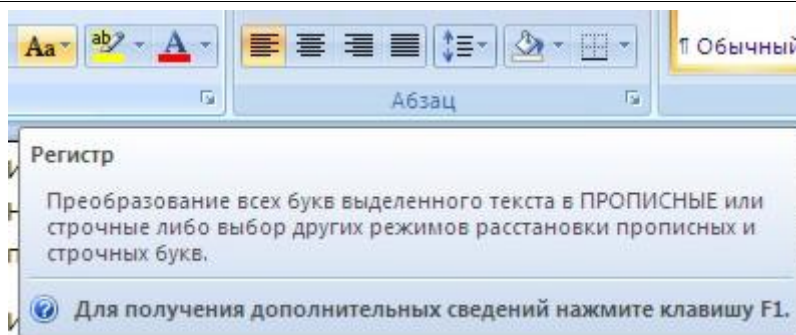 Aa ab A ¶ Обычный
Абзац
Регистр
Преобразование всех букв выделенного текста в ПРОПИСНЫЕ или
строчные либо выбор других режимов расстановки прописных и
строчных букв.
Для получения дополнительных сведений нажмите клавишу F1.